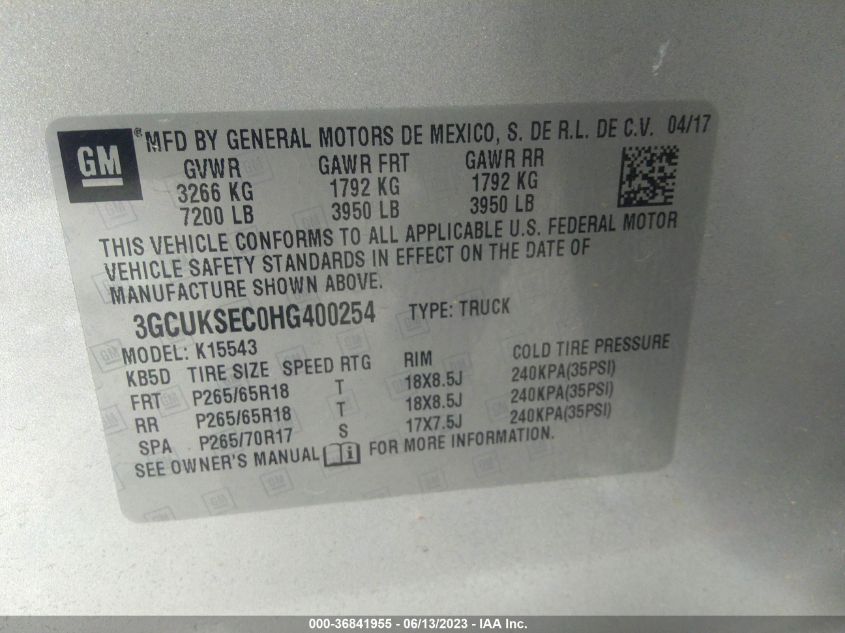 GM ® MFD BY GENERAL MOTORS DE MEXICO, S. DE R.L. DE C.V. 04/17
GVWR GAWR FRT GAWR RR
3266 KG 1792 KG 1792 KG
7200 LB 3950 LB 3950 LB
THIS VEHICLE CONFORMS TO ALL APPLICABLE U.S. FEDERAL MOTOR
VEHICLE SAFETY STANDARDS IN EFFECT ON THE DATE OF
MANUFACTURE SHOWN ABOVE.
3GCUKSEC0HG400254 TYPE: TRUCK
MODEL: K15543
KB5D TIRE SIZE SPEED RTG RIM COLD TIRE PRESSURE
FRT P265/65R18 T 18X8.5J 240KPA(35PSI)
RR P265/65R18 T 18X8.5J 240KPA(35PSI)
SPA P265/70R17 S 17X7.5J 240KPA(35PSI)
SEE OWNER'S MANUAL FOR MORE INFORMATION.
000-36841955 - 06/13/2023 - IAA Inc.